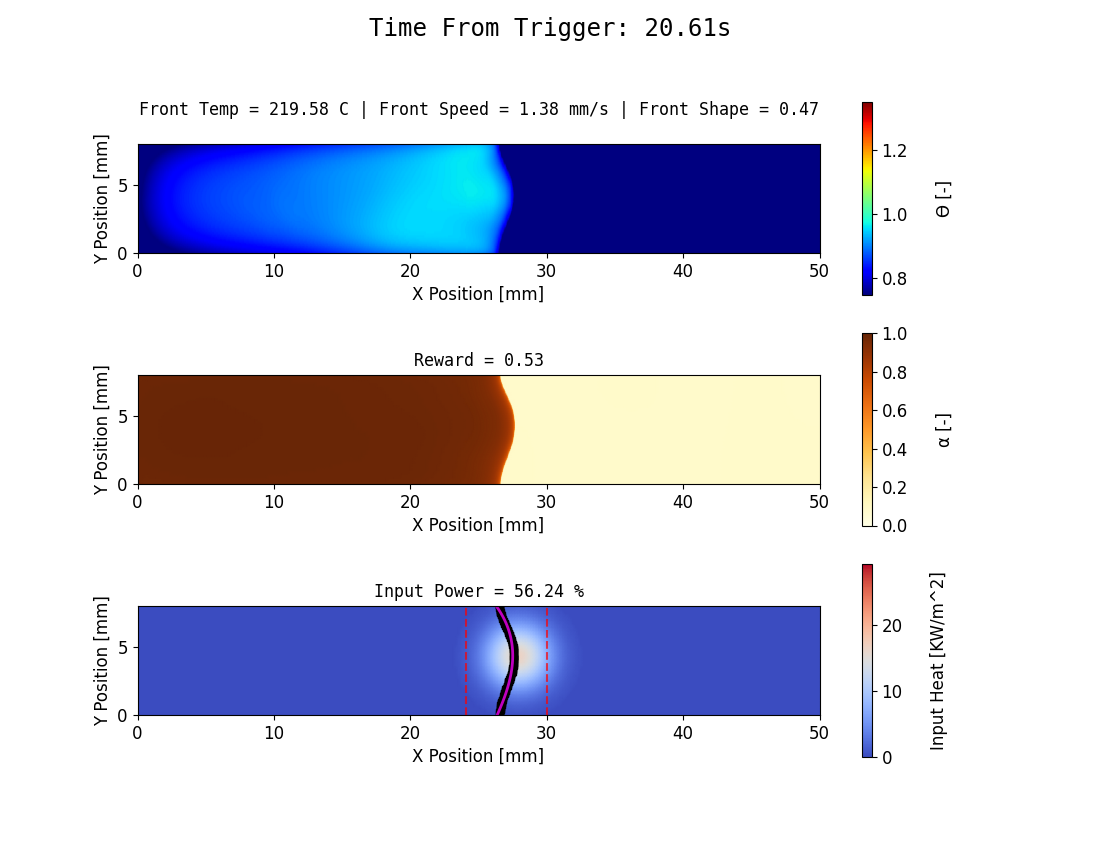 Time From Trigger: 20.61s
Front Temp = 219.58 C | Front Speed = 1.38 mm/s | Front Shape = 0.47
Y Position [mm]
5
0
0 10 20 30 40 50
X Position [mm]
1.2
1.0
0.8
Θ [-]
Reward = 0.53
Y Position [mm]
5
0
0 10 20 30 40 50
X Position [mm]
1.0
0.8
0.6
0.4
0.2
0.0
α [-]
Input Power = 56.24 %
Y Position [mm]
5
0
0 10 20 30 40 50
X Position [mm]
20
10
0
Input Heat [KW/m^2]